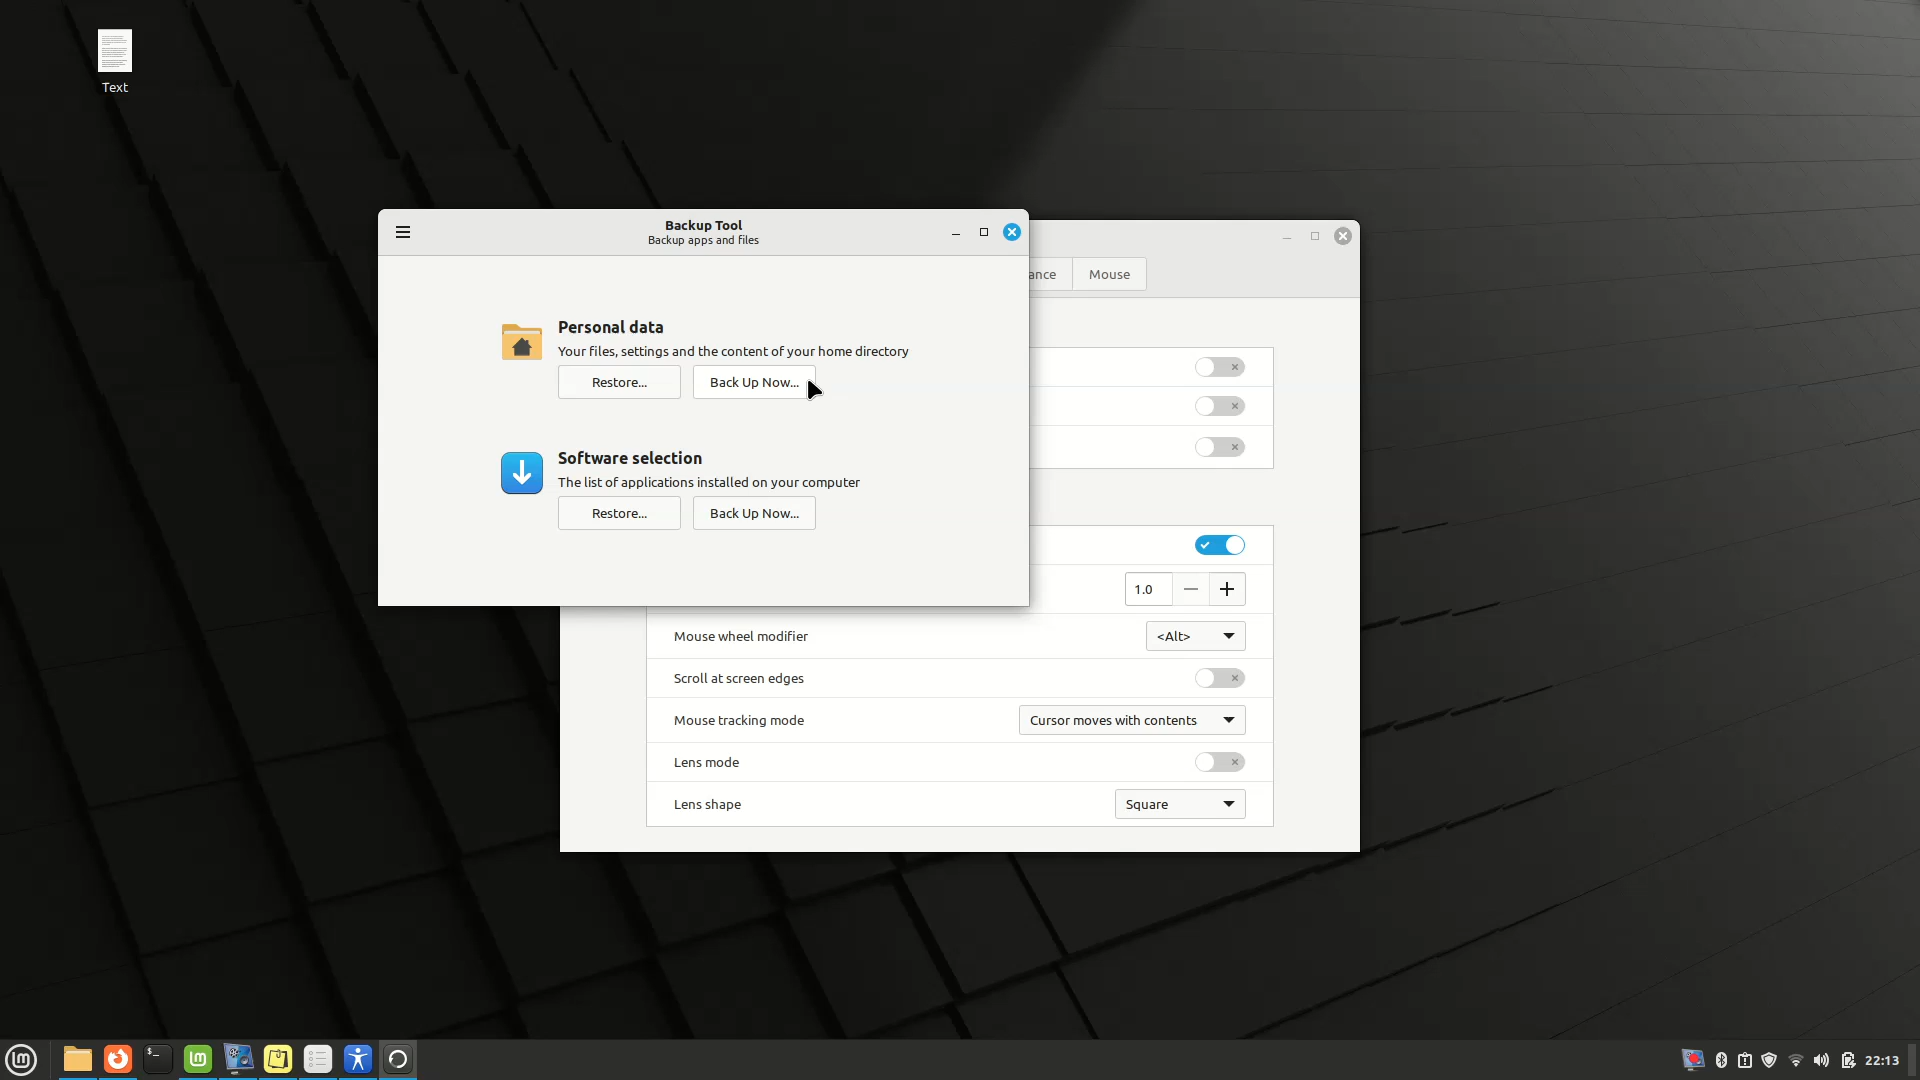 Text
Backup Tool
Backup apps and files
Personal data
Your files, settings and the content of your home directory
Restore...
Back Up Now...
Software selection
The list of applications installed on your computer
Restore...
Back Up Now...
ance
Mouse
1.0
Mouse wheel modifier
<Alt>
Scroll at screen edges
Mouse tracking mode
Cursor moves with contents
Lens mode
Lens shape
Square
22:13